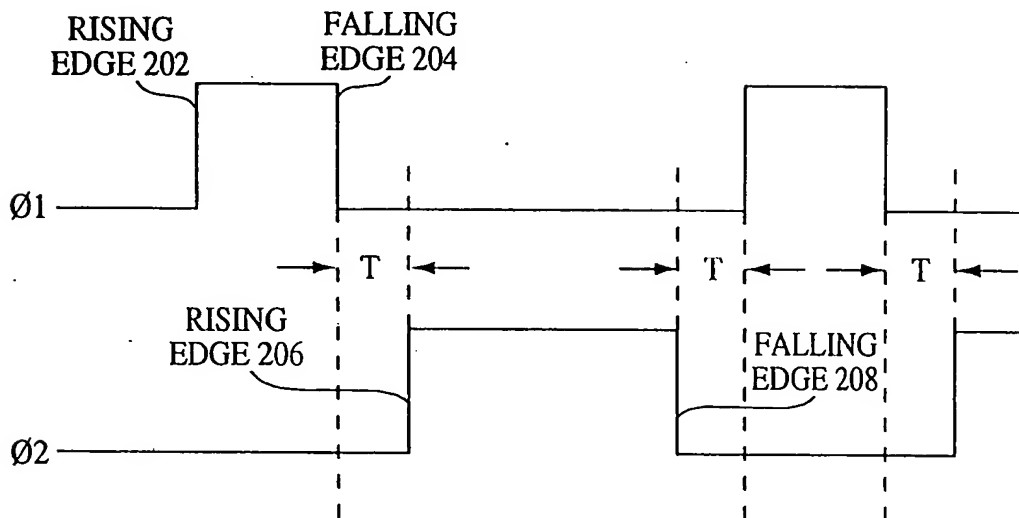 RISING
EDGE 202
FALLING
EDGE 204
Ø1
T
T
T
RISING
EDGE 206
FALLING
EDGE 208
Ø2